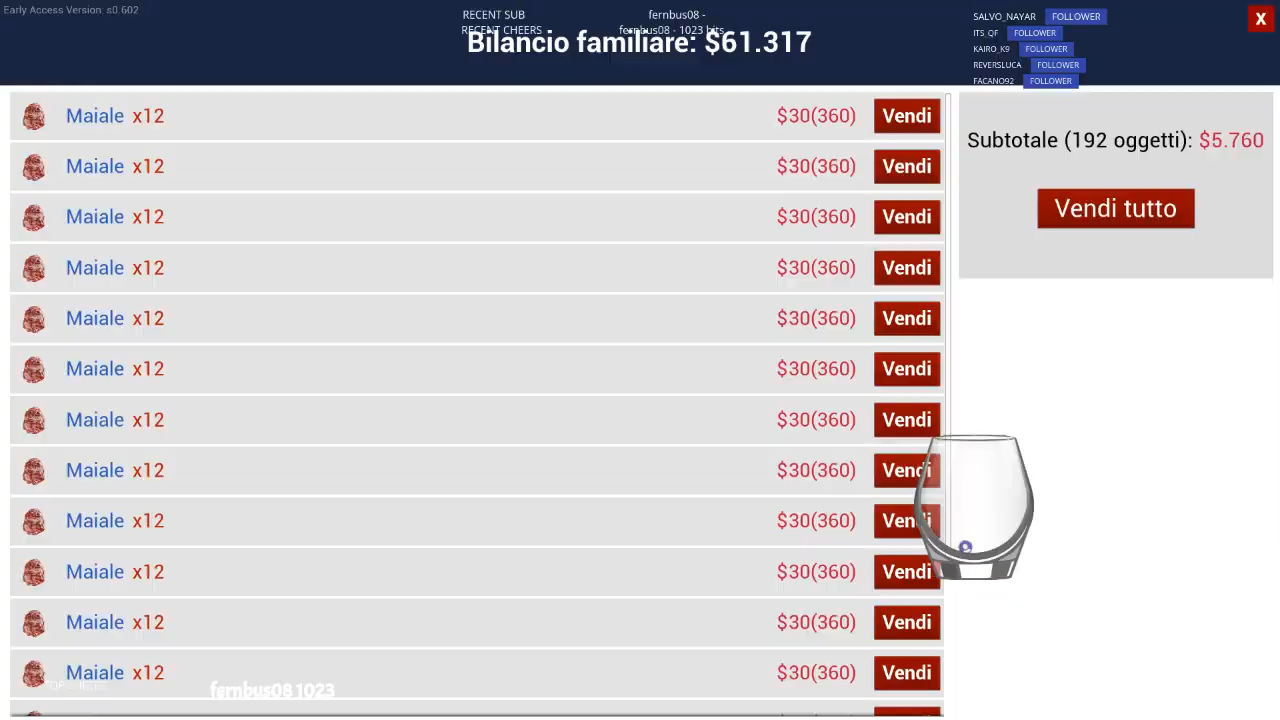 Early Access Version: s0.602
RECENT SUB
fernbus08 -
RECENT CHEERS
fernbus08 - 1023 bits
Bilancio familiare: $61.317
SALVO_NAYAR FOLLOWER
ITS_QF FOLLOWER
KAIRO_K9 FOLLOWER
REVERSLUCA FOLLOWER
FACANO92 FOLLOWER
X
Maiale x12 $30(360) Vendi
Maiale x12 $30(360) Vendi
Maiale x12 $30(360) Vendi
Maiale x12 $30(360) Vendi
Maiale x12 $30(360) Vendi
Maiale x12 $30(360) Vendi
Maiale x12 $30(360) Vendi
Maiale x12 $30(360) Vendi
Maiale x12 $30(360) Vendi
Maiale x12 $30(360) Vendi
Maiale x12 $30(360) Vendi
Maiale x12 $30(360) Vendi
Subtotale (192 oggetti): $5.760
Vendi tutto
fernbus08 1023